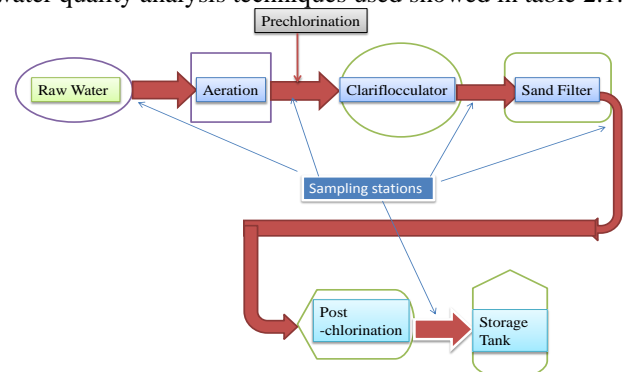 water quality analysis techniques used showed in table 2.1.
Prechlorination
Raw Water
Aeration
Clariflocculator
Sand Filter
Sampling stations
Post
-chlorination
Storage
Tank